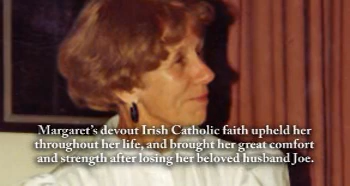 Margaret's devout Irish Catholic faith upheld her
throughout her life, and brought her great comfort
and strength after losing her beloved husband Joe.